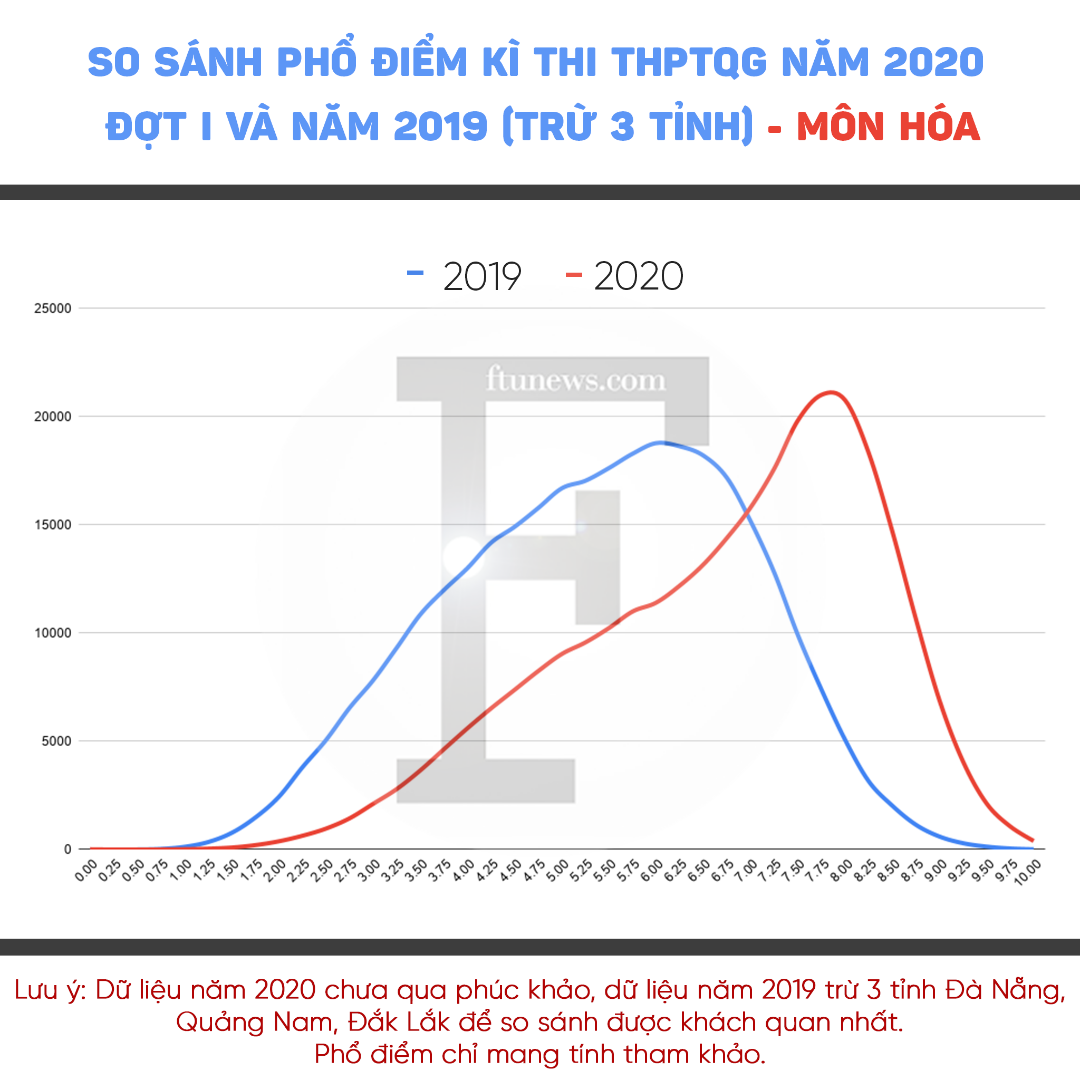 SO SÁNH PHỔ ĐIỂM KÌ THI THPTQG NĂM 2020
ĐỢT I VÀ NĂM 2019 (TRỪ 3 TỈNH) - MÔN HÓA
2019 2020
25000
ftunews.com
20000
15000
10000
5000
0
0.00 0.25 0.50 0.75 1.00 1.25 1.50 1.75 2.00 2.25 2.50 2.75 3.00 3.25 3.50 3.75 4.00 4.25 4.50 4.75 5.00 5.25 5.50 5.75 6.00 6.25 6.50 6.75 7.00 7.25 7.50 7.75 8.00 8.25 8.50 8.75 9.00 9.25 9.50 9.75 10.00
Lưu ý: Dữ liệu năm 2020 chưa qua phúc khảo, dữ liệu năm 2019 trừ 3 tỉnh Đà Nẵng,
Quảng Nam, Đắk Lắk để so sánh được khách quan nhất.
Phổ điểm chỉ mang tính tham khảo.